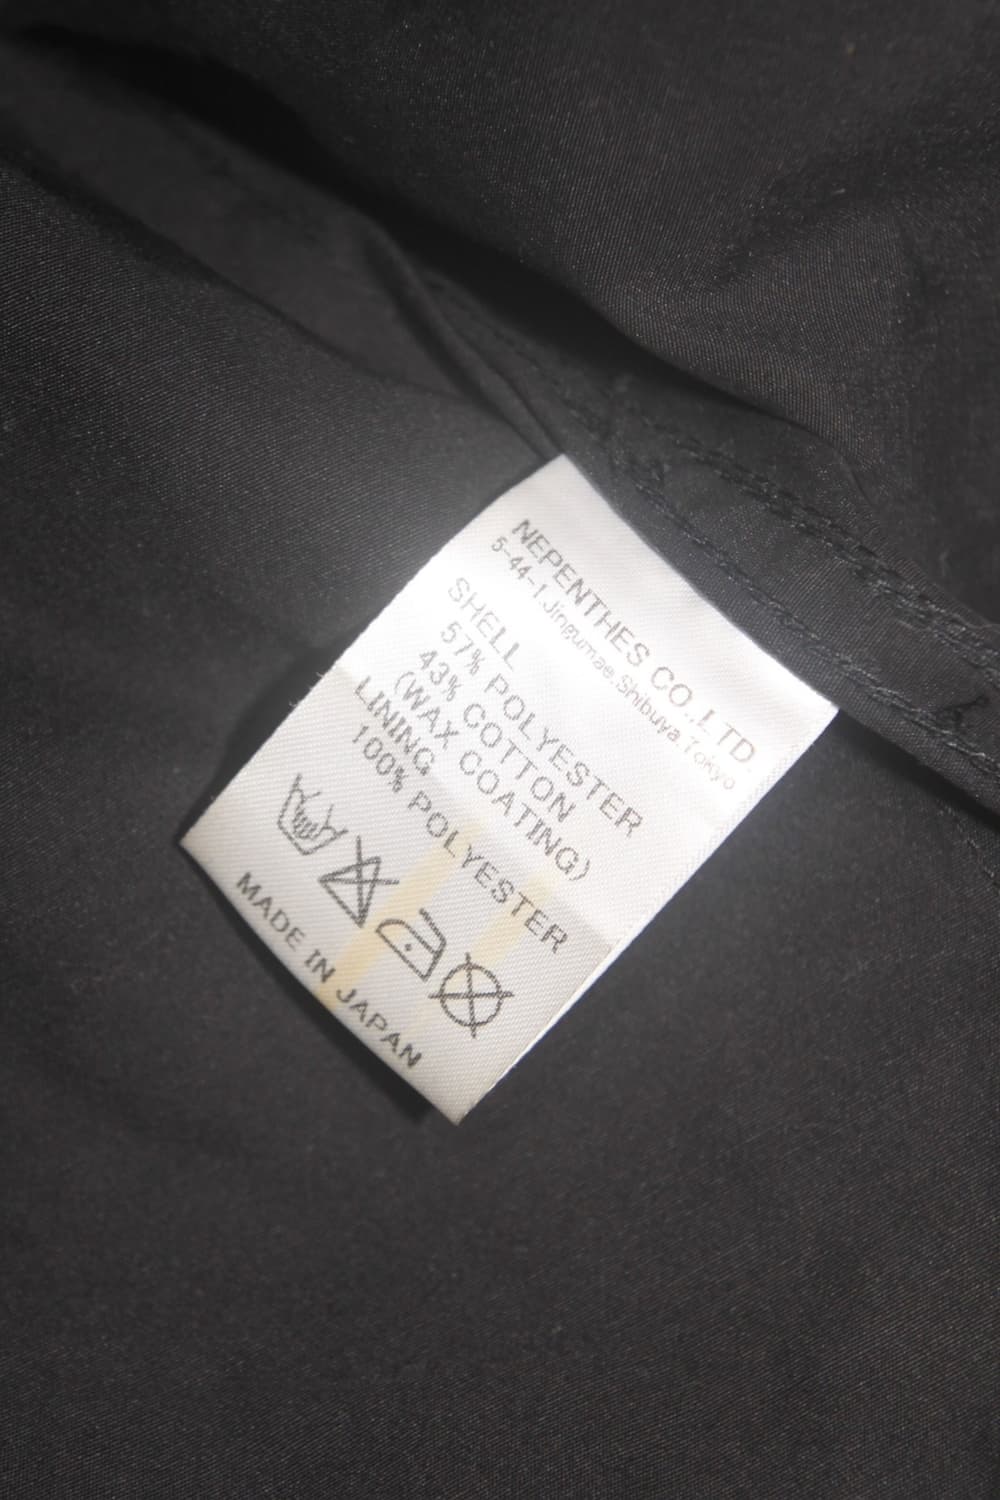 NEPENTHES CO.,LTD.
5-44-1.Jingumae.Shibuya.Tokyo
SHELL
57% POLYESTER
43% COTTON
(WAX COATING)
LINING
100% POLYESTER
MADE IN JAPAN